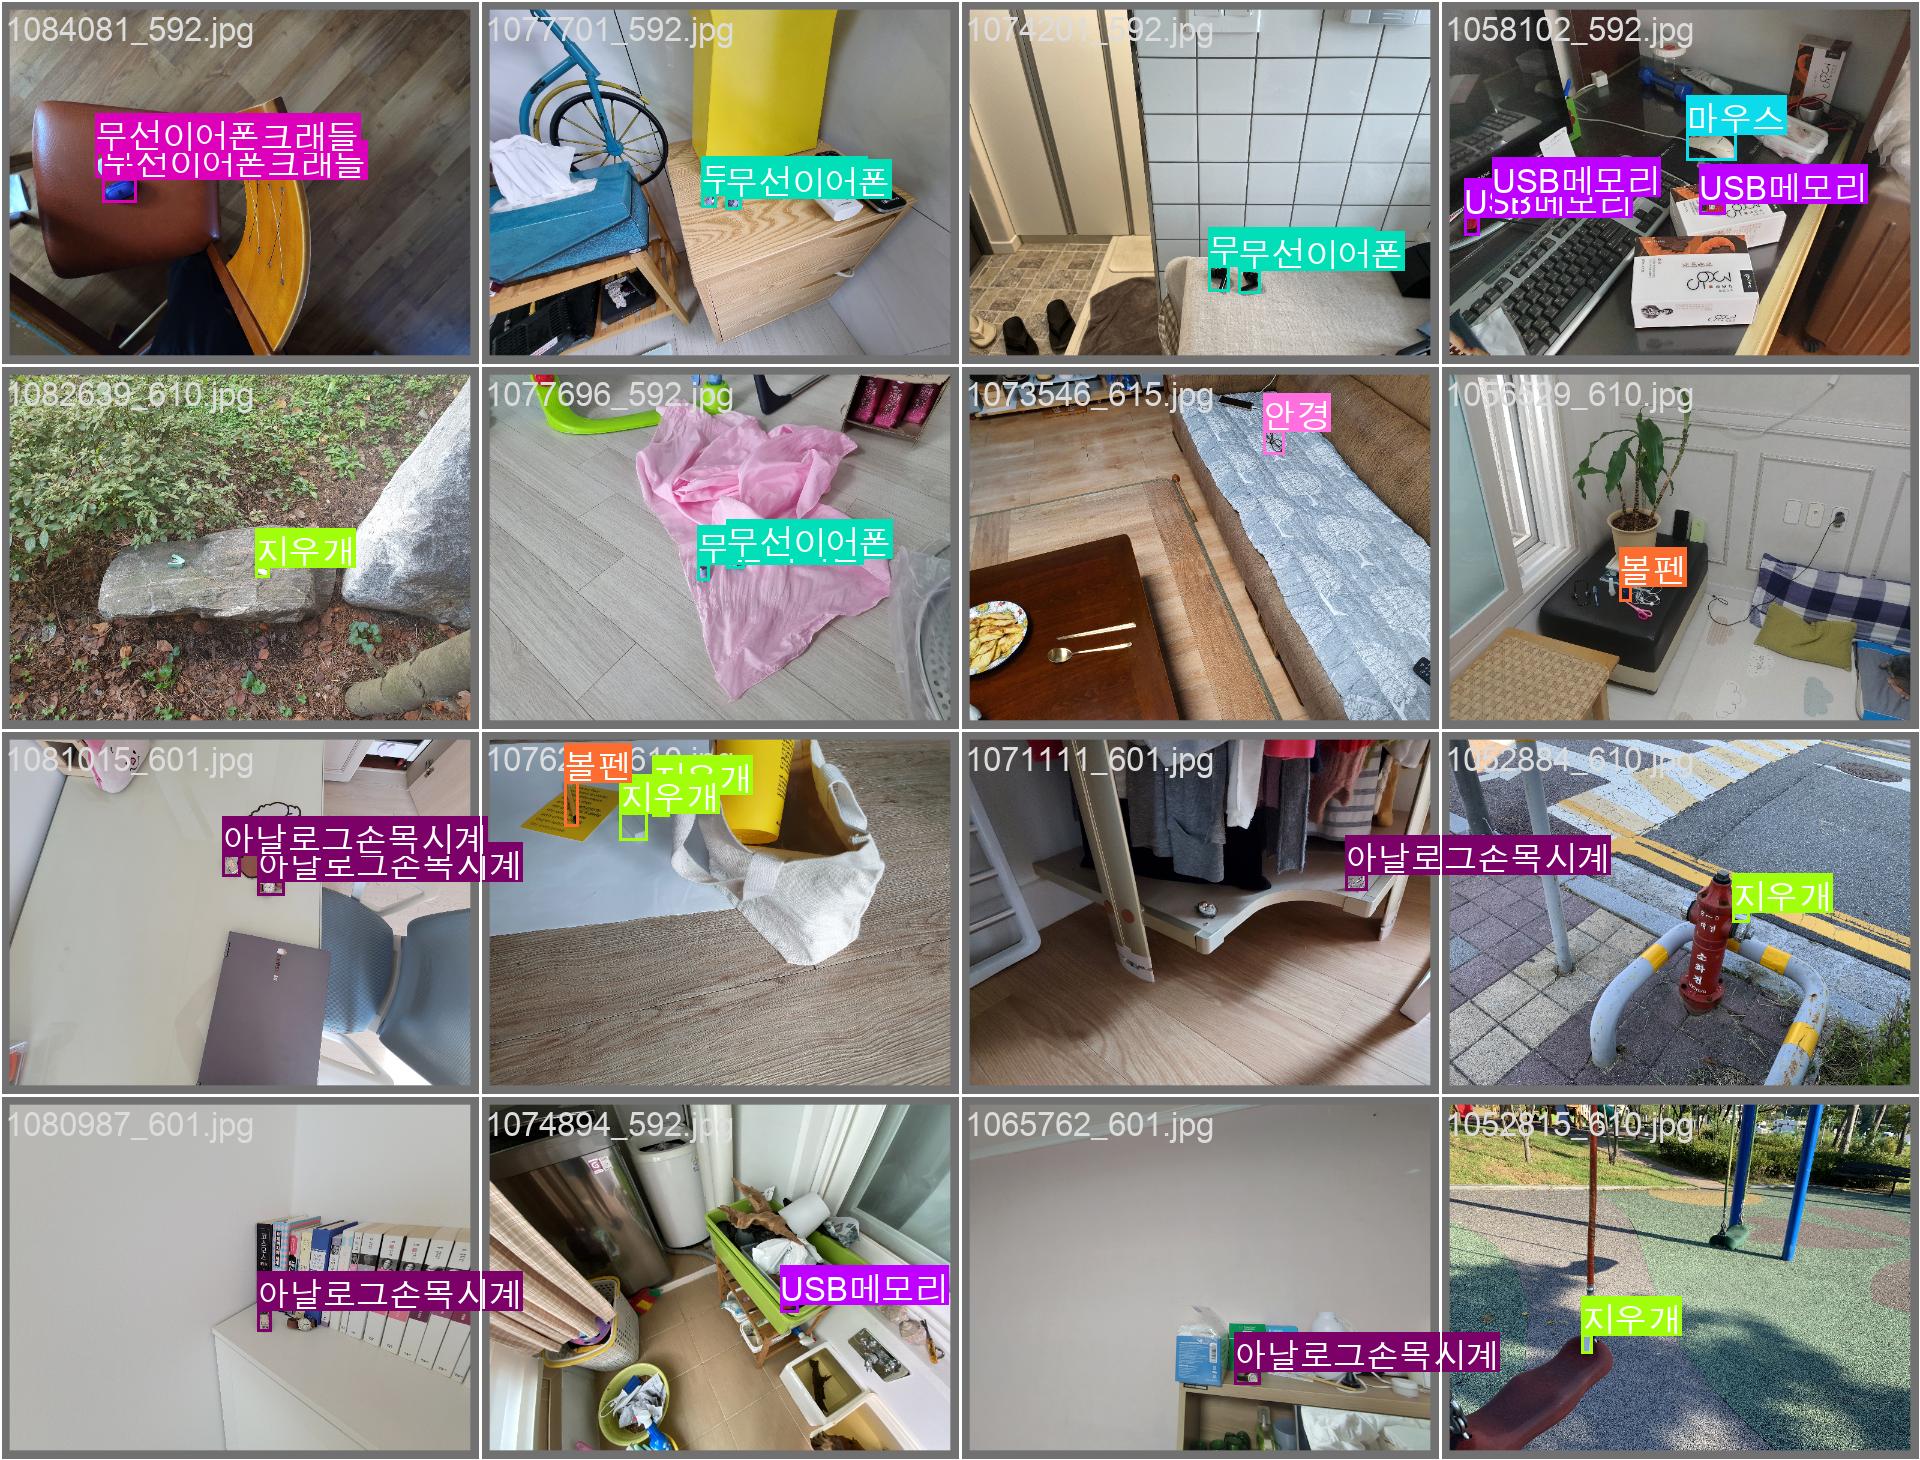 1084081_592.jpg
무선이어폰크래들
무선이어폰크래들
1077701_592.jpg
무선이어폰
1074201_592.jpg
무선이어폰
1058102_592.jpg
마우스
USB메모리
USB메모리
USB메모리
1082639_610.jpg
지우개
1077696_592.jpg
무선이어폰
1073546_615.jpg
안경
볼펜
1081015_601.jpg
아날로그손목시계
아날로그손목시계
볼펜
지우개
지우개
1071111_601.jpg
아날로그손목시계
1052884_610.jpg
지우개
소화전
1080987_601.jpg
아날로그손목시계
1074894_592.jpg
USB메모리
1065762_601.jpg
아날로그손목시계
1052815_610.jpg
지우개